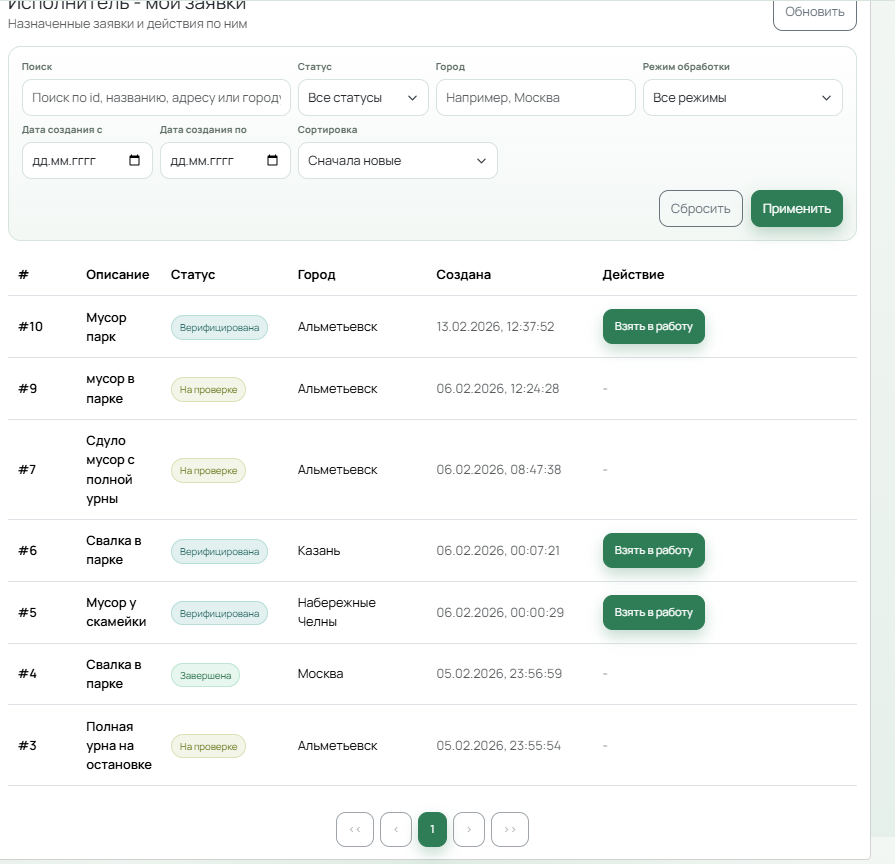 Исполнитель - мои заявки
Назначенные заявки и действия по ним
Обновить
Поиск
Статус
Город
Режим обработки
Поиск по id, названию, адресу или городу
Все статусы
Например, Москва
Все режимы
Дата создания с
Дата создания по
Сортировка
дд.мм.гггг
дд.мм.гггг
Сначала новые
Сбросить
Применить
# Описание Статус Город Создана Действие
#10 Мусор парк Верифицирована Альметьевск 13.02.2026, 12:37:52 Взять в работу
#9 мусор в парке На проверке Альметьевск 06.02.2026, 12:24:28 -
#7 Сдуло мусор с полной урны На проверке Альметьевск 06.02.2026, 08:47:38 -
#6 Свалка в парке Верифицирована Казань 06.02.2026, 00:07:21 Взять в работу
#5 Мусор у скамейки Верифицирована Набережные Челны 06.02.2026, 00:00:29 Взять в работу
#4 Свалка в парке Завершена Москва 05.02.2026, 23:56:59 -
#3 Полная урна на остановке На проверке Альметьевск 05.02.2026, 23:55:54 -
‹‹ ‹ 1 › ››